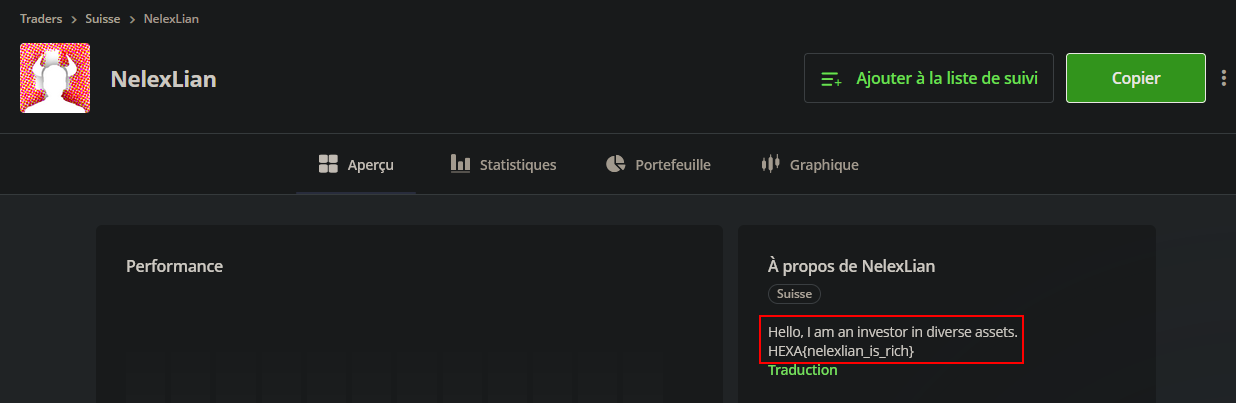 Traders > Suisse > NelexLian
NelexLian
Ajouter à la liste de suivi
Copier
Aperçu
Statistiques
Portefeuille
Graphique
Performance
À propos de NelexLian
Suisse
Hello, I am an investor in diverse assets.
HEXA{nelexlian_is_rich}
Traduction